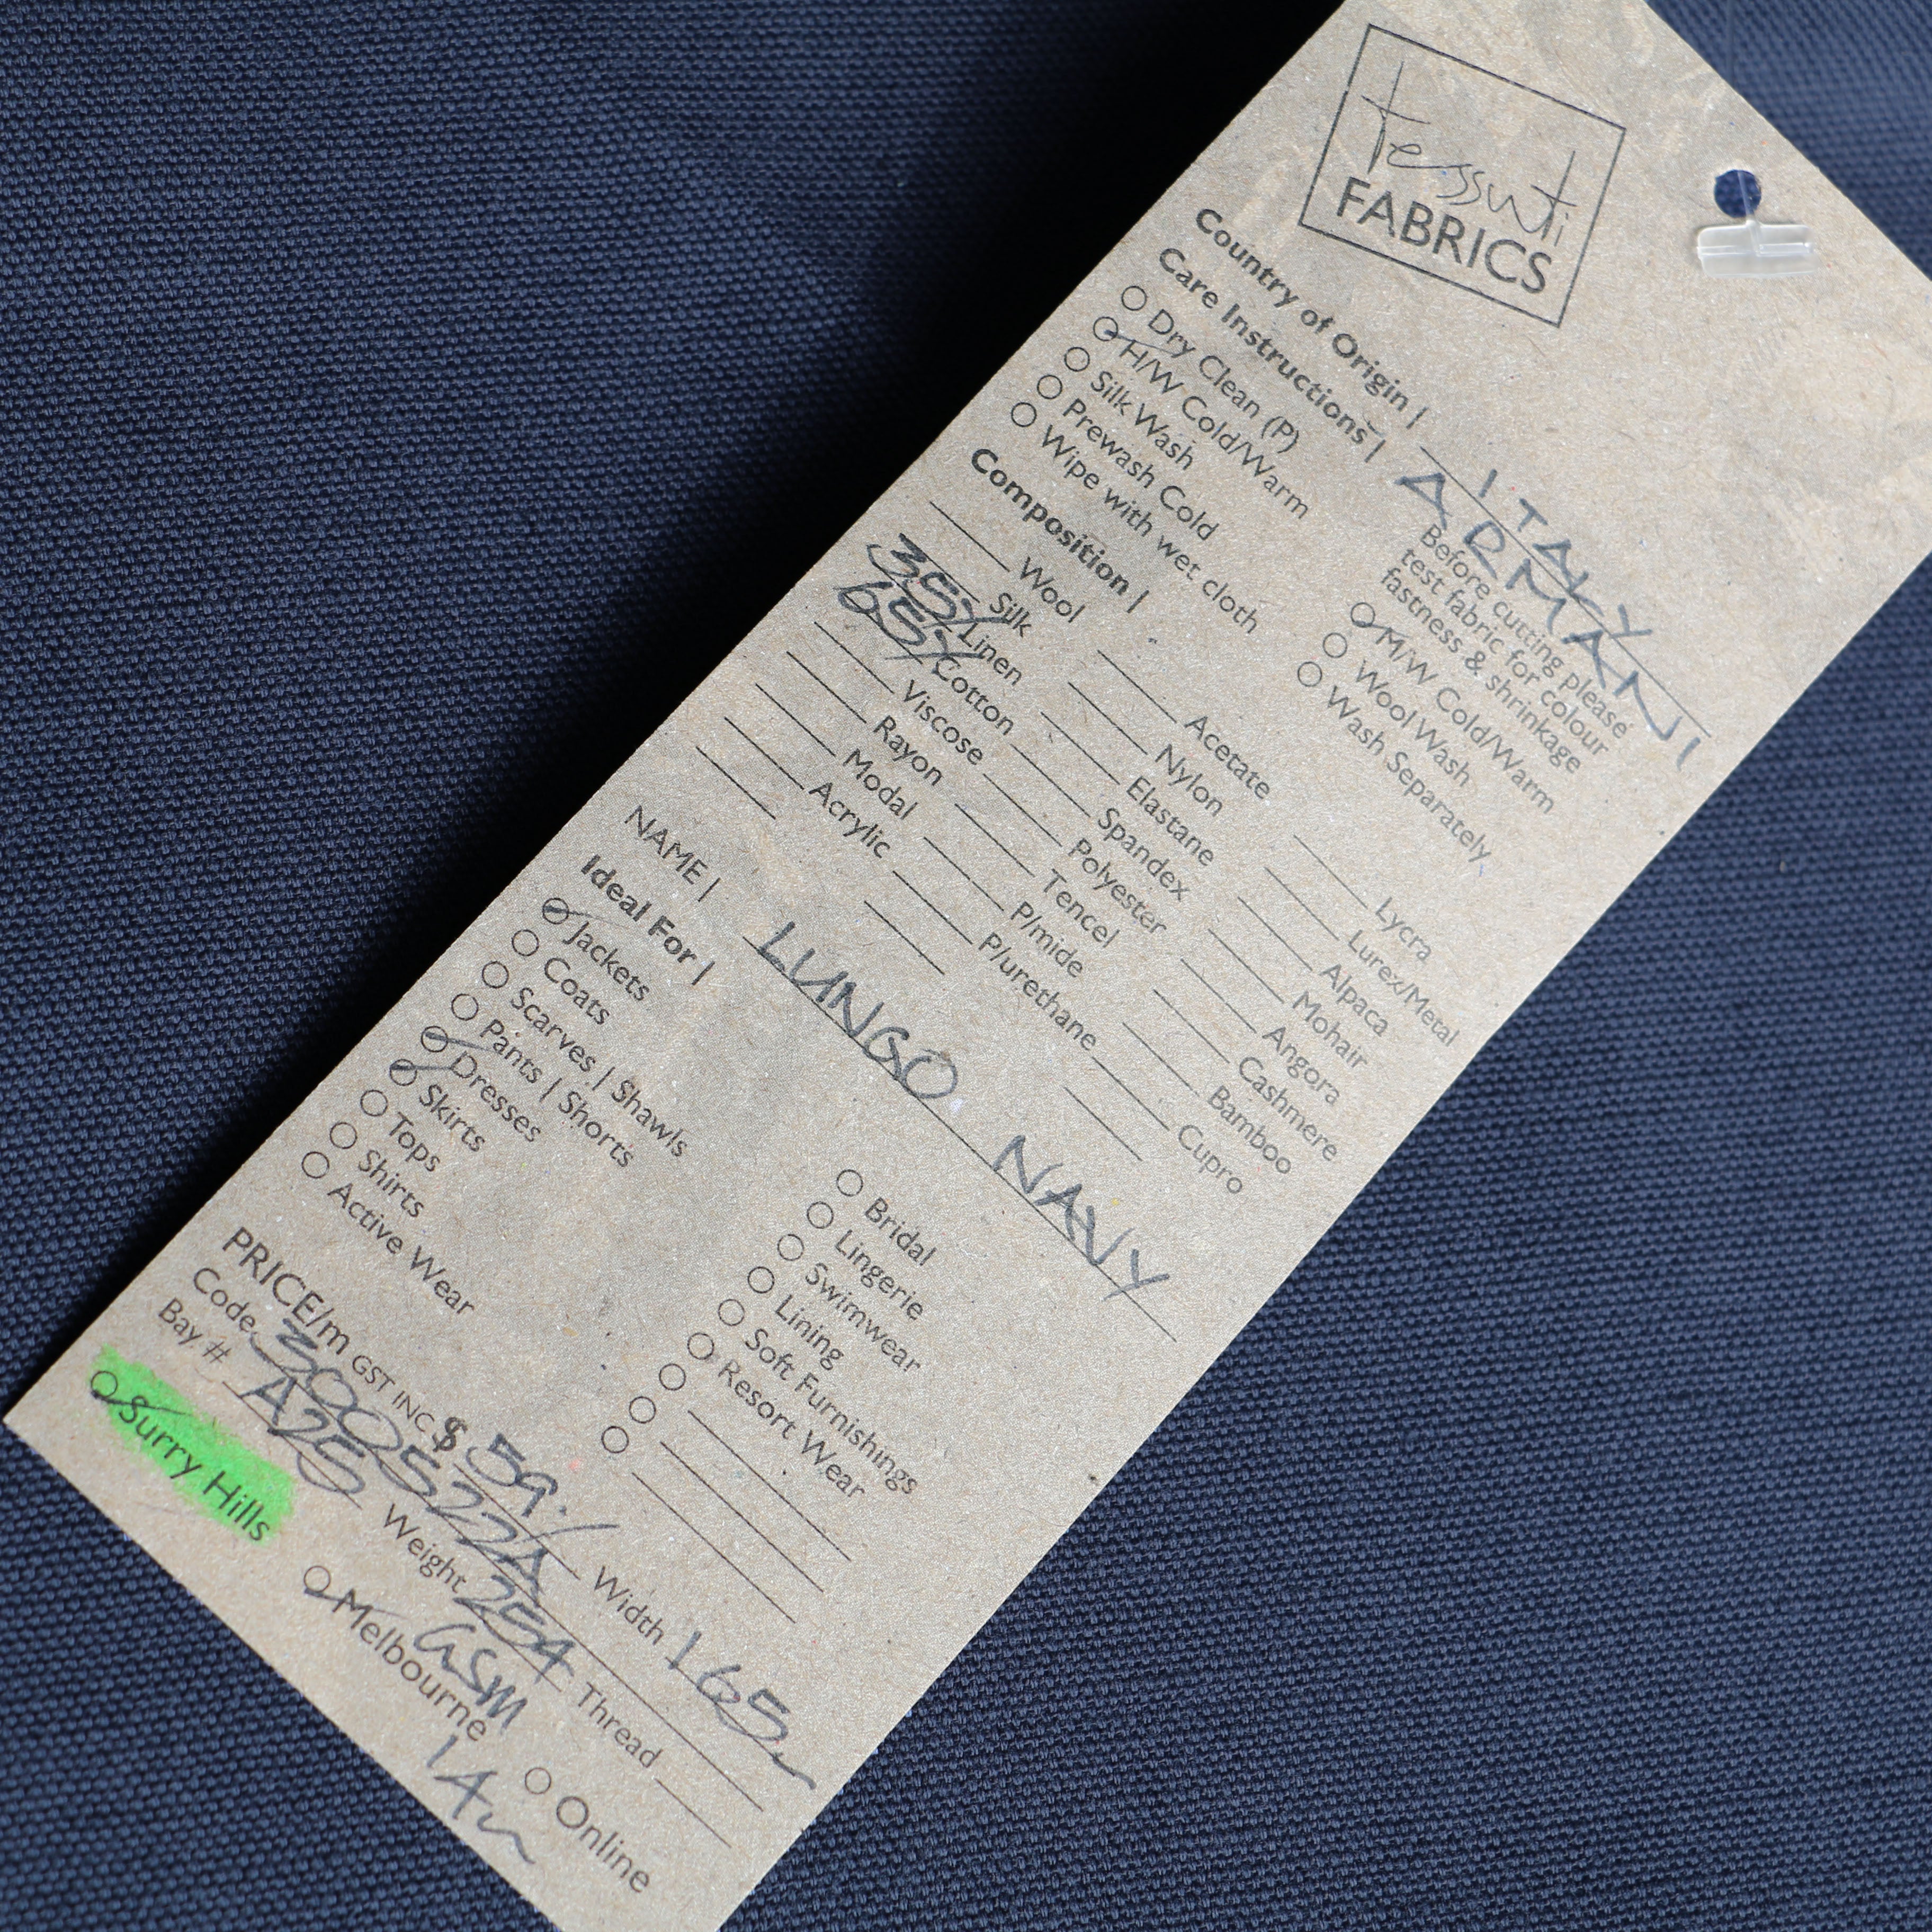 tessuti
FABRICS
Country of Origin | ITALY
ARMANI
Care Instructions |
Before cutting please
test fabric for colour
fastness & shrinkage
Dry Clean (P)
H/W Cold/Warm
Silk Wash
Prewash Cold
Wipe with wet cloth
M/W Cold/Warm
Wool Wash
Wash Separately
Composition |
Wool
Silk
35% Linen
65% Cotton
Viscose
Rayon
Modal
Acrylic
Acetate
Nylon
Elastane
Spandex
Polyester
Tencel
P/mide
P/urethane
Lycra
Lurex/Metal
Alpaca
Mohair
Angora
Cashmere
Bamboo
Cupro
NAME | LUNGO NAVY
Ideal For |
Jackets
Coats
Scarves | Shawls
Pants | Shorts
Dresses
Skirts
Tops
Shirts
Active Wear
Bridal
Lingerie
Swimwear
Lining
Soft Furnishings
Resort Wear
PRICE/m GST INC $ 59.
Code 300522A Width 165
Bay # A25 Weight 254 Thread
GSM
Surry Hills Melbourne Online
14m